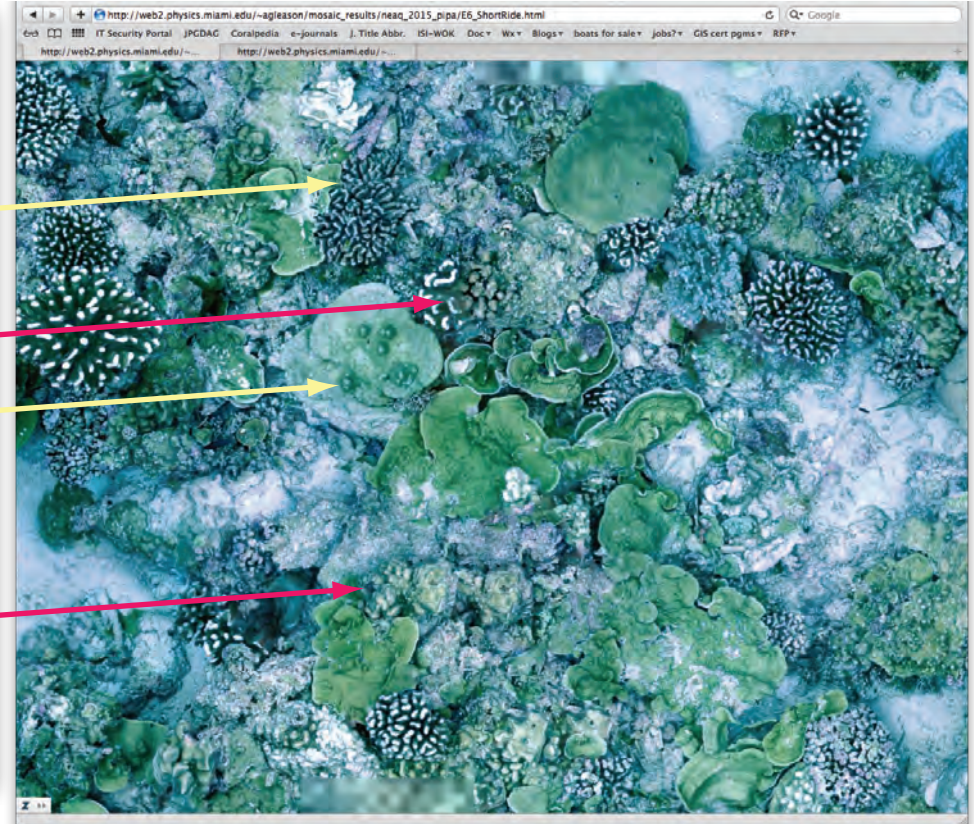 http://web2.physics.miami.edu/~agleason/mosaic_results/neaq_2015_pipa/E6_ShortRide.html
Google
IT Security Portal JPGDAG Coralpedia e-journals J. Title Abbr. ISI-WOK Doc Wx Blogs boats for sale jobs? GIS cert pgms RFP
http://web2.physics.miami.edu/~... http://web2.physics.miami.edu/~...
Z